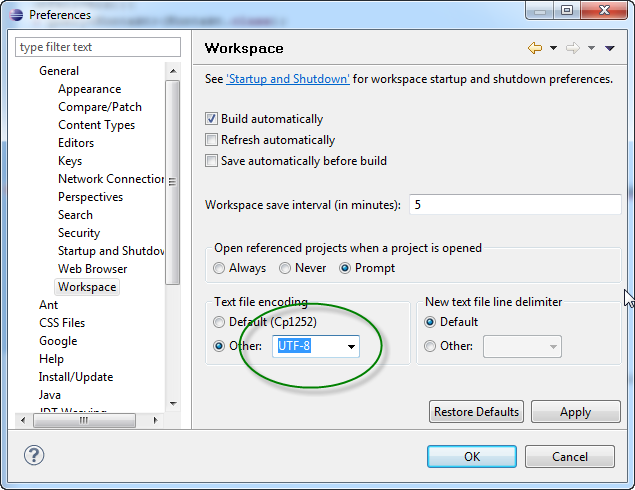 Preferences
type filter text
General
Appearance
Compare/Patch
Content Types
Editors
Keys
Network Connection
Perspectives
Search
Security
Startup and Shutdow
Web Browser
Workspace
Ant
CSS Files
Google
Help
Install/Update
Java
JDT Weaving
Workspace
See 'Startup and Shutdown' for workspace startup and shutdown preferences.
Build automatically
Refresh automatically
Save automatically before build
Workspace save interval (in minutes): 5
Open referenced projects when a project is opened
Always Never Prompt
Text file encoding
Default (Cp1252)
Other: UTF-8
New text file line delimiter
Default
Other:
Restore Defaults Apply
OK Cancel